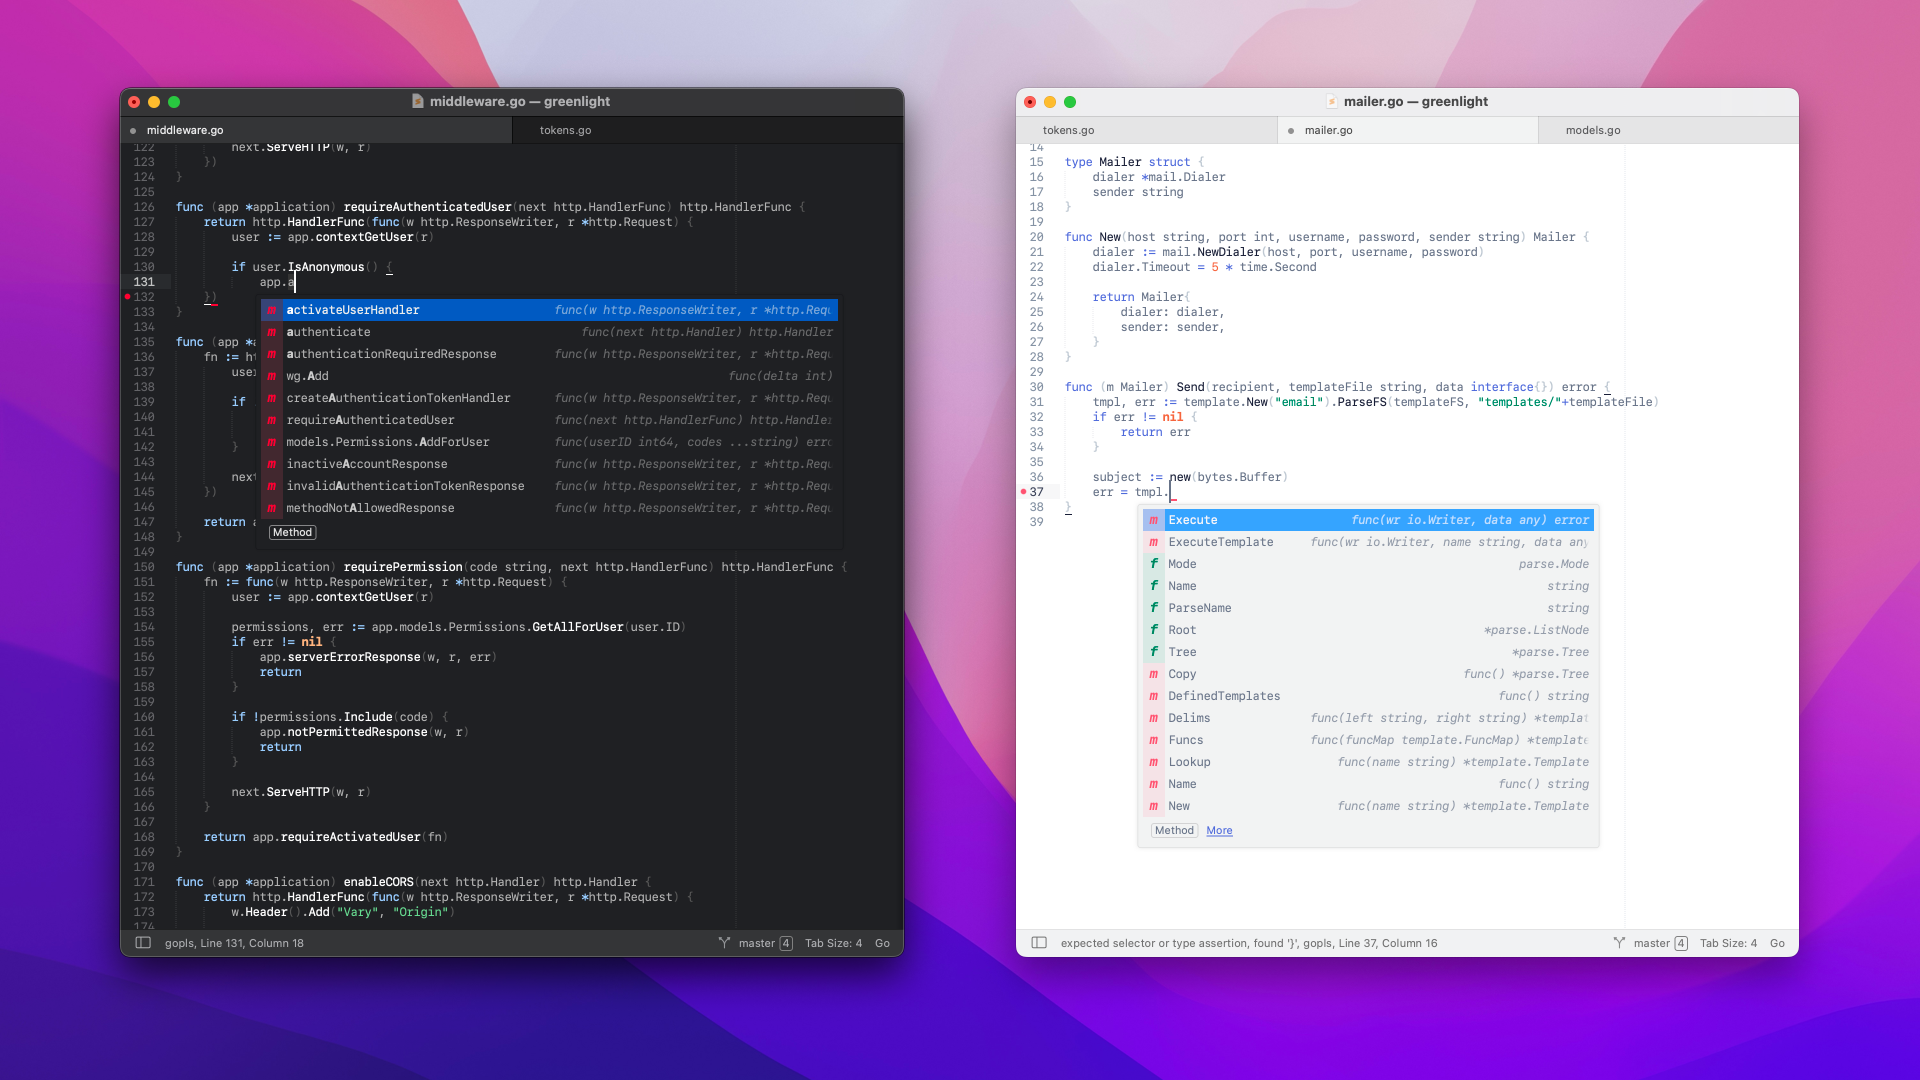 middleware.go — greenlight
middleware.go
tokens.go
122 next.ServeHTTP(w, r)
123 })
124 }
125
126 func (app *application) requireAuthenticatedUser(next http.HandlerFunc) http.HandlerFunc {
127 return http.HandlerFunc(func(w http.ResponseWriter, r *http.Request) {
128 user := app.contextGetUser(r)
129
130 if user.IsAnonymous() {
131 app.a
132 })
133 }
134
135 func (app *a
136 fn := ht
137 user
138
139 if
140
141
142 }
143
144 next
145 })
146
147 return a
148 }
149
150 func (app *application) requirePermission(code string, next http.HandlerFunc) http.HandlerFunc {
151 fn := func(w http.ResponseWriter, r *http.Request) {
152 user := app.contextGetUser(r)
153
154 permissions, err := app.models.Permissions.GetAllForUser(user.ID)
155 if err != nil {
156 app.serverErrorResponse(w, r, err)
157 return
158 }
159
160 if !permissions.Include(code) {
161 app.notPermittedResponse(w, r)
162 return
163 }
164
165 next.ServeHTTP(w, r)
166 }
167
168 return app.requireActivatedUser(fn)
169 }
170
171 func (app *application) enableCORS(next http.Handler) http.Handler {
172 return http.HandlerFunc(func(w http.ResponseWriter, r *http.Request) {
173 w.Header().Add("Vary", "Origin")
174
m activateUserHandler func(w http.ResponseWriter, r *http.Requ
m authenticate func(next http.Handler) http.Handler
m authenticationRequiredResponse func(w http.ResponseWriter, r *http.Requ
m wg.Add func(delta int)
m createAuthenticationTokenHandler func(w http.ResponseWriter, r *http.Requ
m requireAuthenticatedUser func(next http.HandlerFunc) http.Handle
m models.Permissions.AddForUser func(userID int64, codes ...string) erro
m inactiveAccountResponse func(w http.ResponseWriter, r *http.Requ
m invalidAuthenticationTokenResponse func(w http.ResponseWriter, r *http.Requ
m methodNotAllowedResponse func(w http.ResponseWriter, r *http.Requ
Method
gopls, Line 131, Column 18 master 4 Tab Size: 4 Go
mailer.go — greenlight
tokens.go
mailer.go
models.go
14
15 type Mailer struct {
16 dialer *mail.Dialer
17 sender string
18 }
19
20 func New(host string, port int, username, password, sender string) Mailer {
21 dialer := mail.NewDialer(host, port, username, password)
22 dialer.Timeout = 5 * time.Second
23
24 return Mailer{
25 dialer: dialer,
26 sender: sender,
27 }
28 }
29
30 func (m Mailer) Send(recipient, templateFile string, data interface{}) error {
31 tmpl, err := template.New("email").ParseFS(templateFS, "templates/"+templateFile)
32 if err != nil {
33 return err
34 }
35
36 subject := new(bytes.Buffer)
37 err = tmpl.
38 }
39
m Execute func(wr io.Writer, data any) error
m ExecuteTemplate func(wr io.Writer, name string, data any
f Mode parse.Mode
f Name string
f ParseName string
f Root *parse.ListNode
f Tree *parse.Tree
m Copy func() *parse.Tree
m DefinedTemplates func() string
m Delims func(left string, right string) *templat
m Funcs func(funcMap template.FuncMap) *template
m Lookup func(name string) *template.Template
m Name func() string
m New func(name string) *template.Template
Method More
expected selector or type assertion, found '}', gopls, Line 37, Column 16 master 4 Tab Size: 4 Go